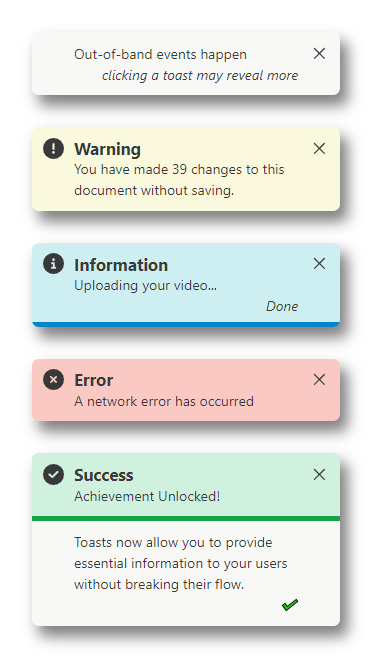 Out-of-band events happen
clicking a toast may reveal more
Warning
You have made 39 changes to this
document without saving.
Information
Uploading your video...
Done
Error
A network error has occurred
Success
Achievement Unlocked!
Toasts now allow you to provide
essential information to your users
without breaking their flow.